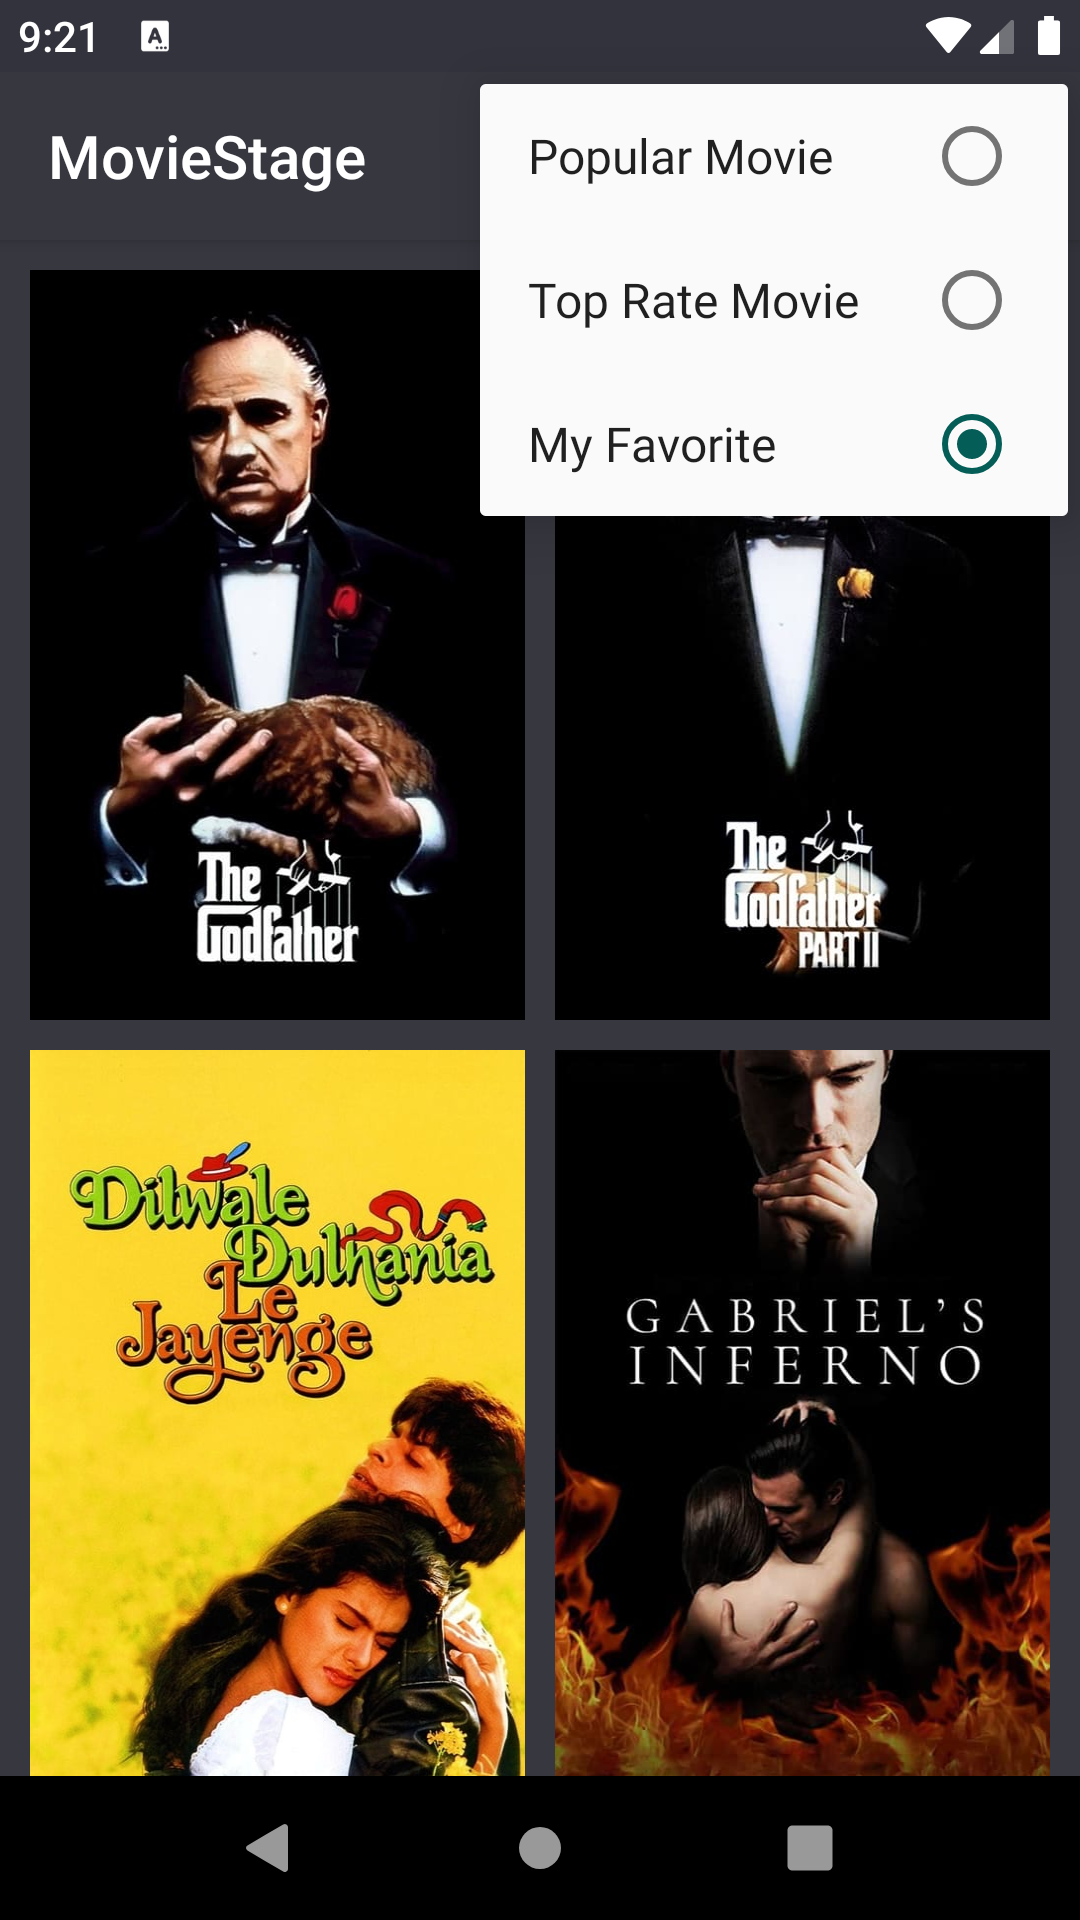 9:21
MovieStage
Popular Movie
Top Rate Movie
My Favorite
The
Godfather
The
Godfather
PART II
Dilwale
Dulhania
Le
Jayenge
GABRIEL'S
INFERNO